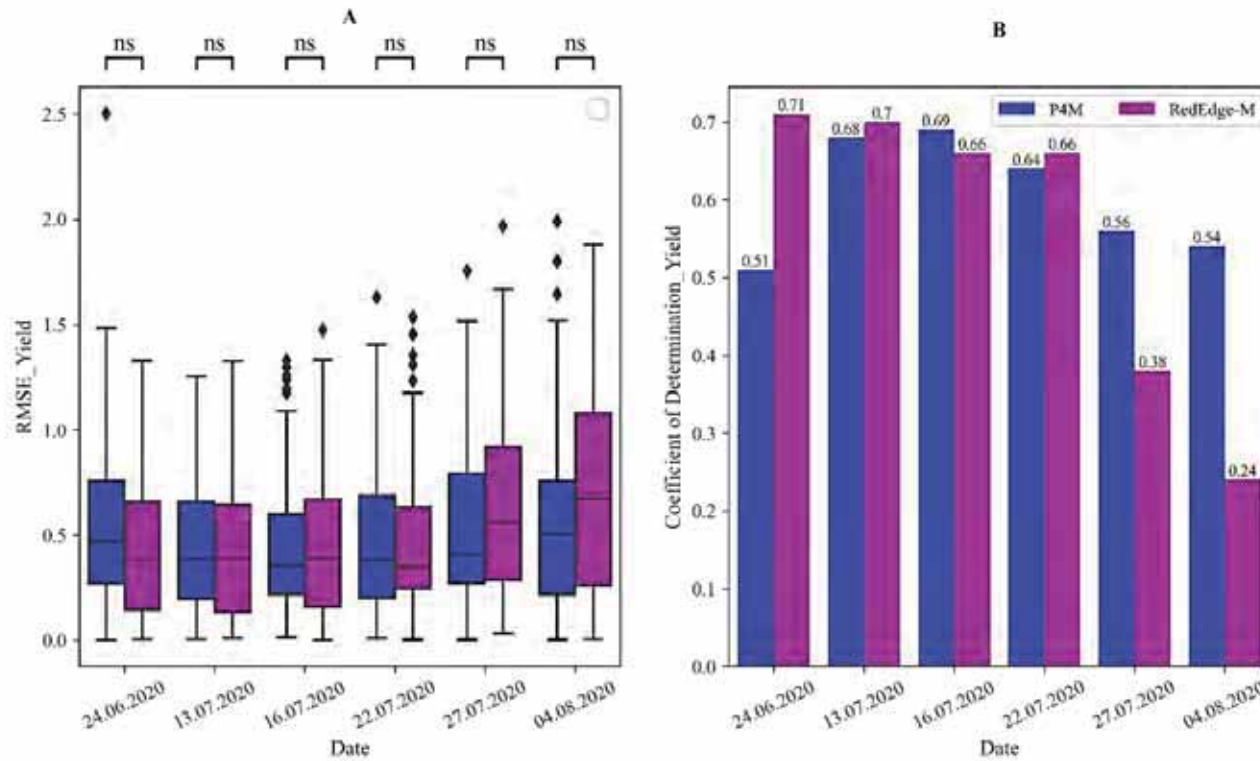 A
ns ns ns ns ns ns
2.5
2.0
1.5
1.0
0.5
0.0
RMSE_Yield
24.06.2020 13.07.2020 16.07.2020 22.07.2020 27.07.2020 04.08.2020
Date
B
P4M RedEdge-M
0.7
0.6
0.5
0.4
0.3
0.2
0.1
0.0
Coefficient of Determination_Yield
0.51 0.71 0.68 0.7 0.69 0.66 0.64 0.66 0.56 0.38 0.54 0.24
24.06.2020 13.07.2020 16.07.2020 22.07.2020 27.07.2020 04.08.2020
Date